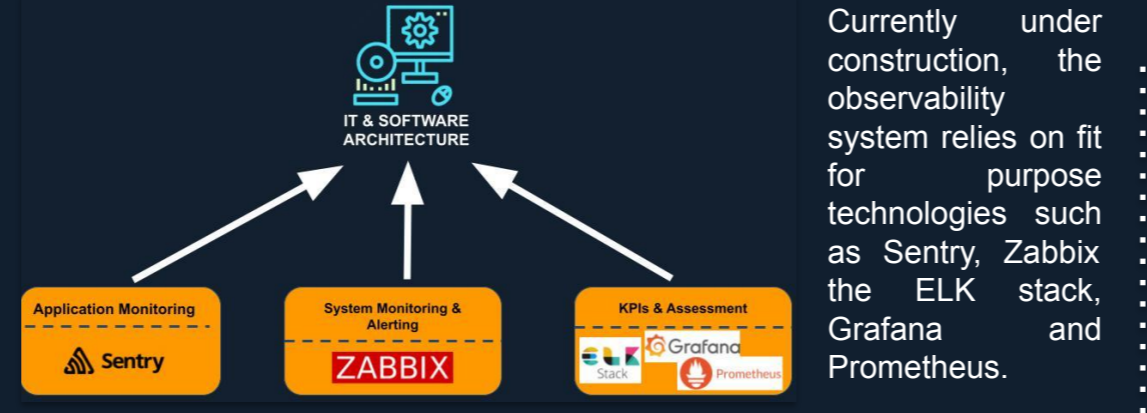 IT & SOFTWARE
ARCHITECTURE
Application Monitoring
Sentry
System Monitoring &
Alerting
ZABBIX
KPIs & Assessment
ELK
Stack
Grafana
Prometheus
Currently under
construction, the
observability
system relies on fit
for purpose
technologies such
as Sentry, Zabbix
the ELK stack,
Grafana and
Prometheus.